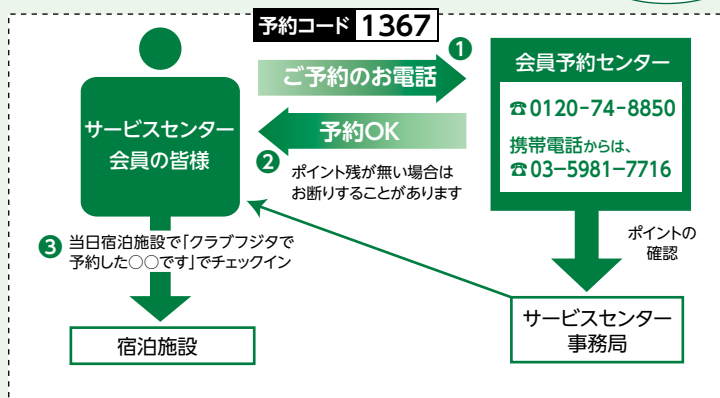 予約コード 1367
❶
ご予約のお電話
会員予約センター
☎0120-74-8850
携帯電話からは、
☎03-5981-7716
サービスセンター
会員の皆様
予約OK
❷
ポイント残が無い場合は
お断りすることがあります
❸ 当日宿泊施設で「クラブフジタで
予約した○○です」でチェックイン
ポイントの
確認
宿泊施設
サービスセンター
事務局